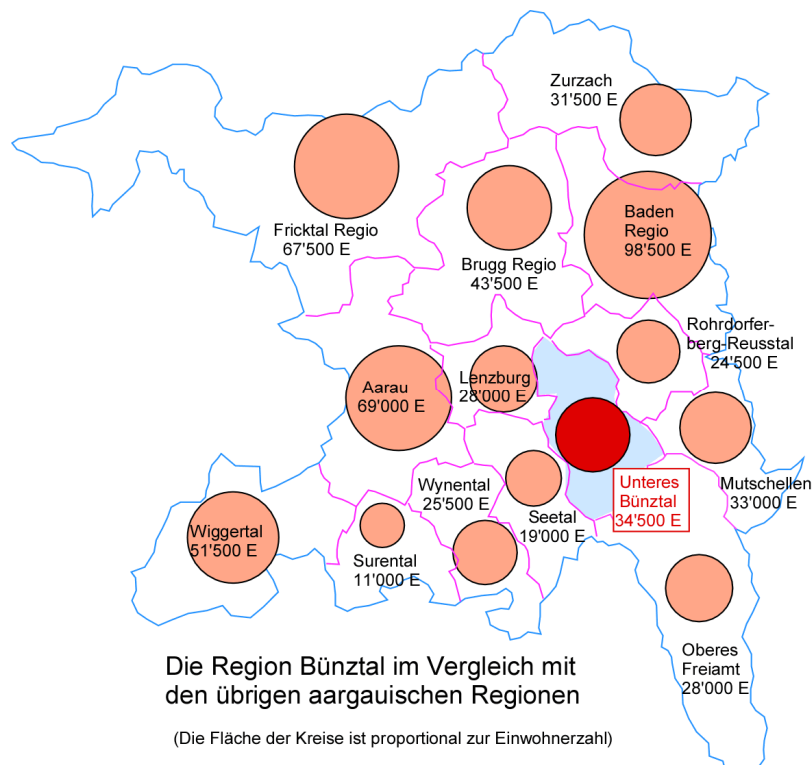 Zurzach
31'500 E
Fricktal Regio
67'500 E
Brugg Regio
43'500 E
Baden
Regio
98'500 E
Rohrdorfer-
berg-Reusstal
24'500 E
Aarau
69'000 E
Lenzburg
28'000 E
Mutschellen
33'000 E
Unteres
Bünztal
34'500 E
Wynental
25'500 E
Seetal
19'000 E
Wiggertal
51'500 E
Surental
11'000 E
Oberes
Freiamt
28'000 E
Die Region Bünztal im Vergleich mit
den übrigen aargauischen Regionen
(Die Fläche der Kreise ist proportional zur Einwohnerzahl)